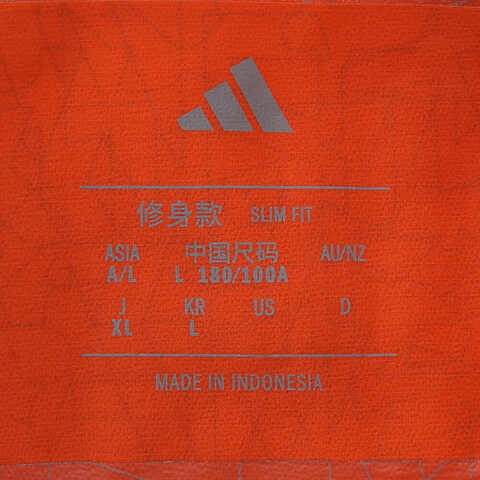 修身款 SLIM FIT
ASIA 中国尺码 AU/NZ
A/L L 180/100A
J KR US D
XL L
MADE IN INDONESIA